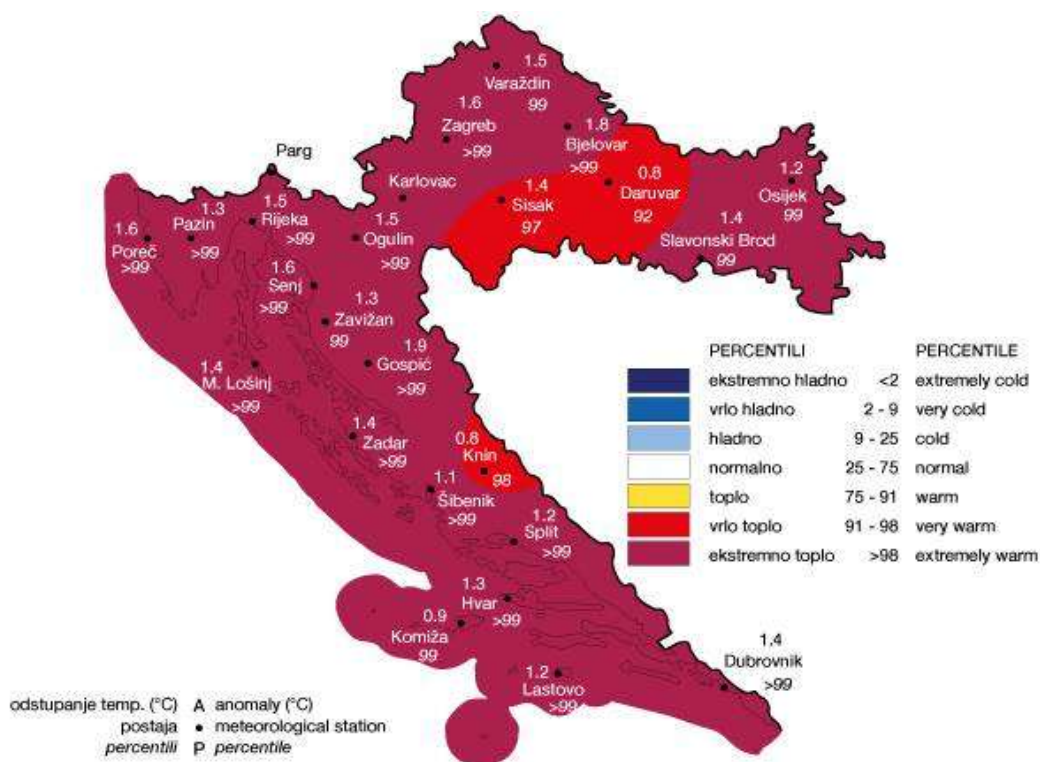 1.5
Varaždin
99
1.6
Zagreb
>99
1.8
Bjelovar
>99
Parg
Karlovac
1.4
Sisak
97
0.8
Daruvar
92
1.2
Osijek
99
1.4
Slavonski Brod
99
1.6
Poreč
>99
1.3
Pazin
>99
1.5
Rijeka
>99
1.5
Ogulin
>99
1.6
Senj
>99
1.3
Zavižan
99
1.9
Gospić
>99
1.4
M. Lošinj
>99
1.4
Zadar
>99
0.8
Knin
98
1.1
Šibenik
>99
1.2
Split
>99
1.3
Hvar
>99
0.9
Komiža
99
1.2
Lastovo
>99
1.4
Dubrovnik
>99
PERCENTILI PERCENTILE
ekstremno hladno <2 extremely cold
vrlo hladno 2 - 9 very cold
hladno 9 - 25 cold
normalno 25 - 75 normal
toplo 75 - 91 warm
vrlo toplo 91 - 98 very warm
ekstremno toplo >98 extremely warm
odstupanje temp. (°C) A anomaly (°C)
postaja • meteorological station
percentili P percentile